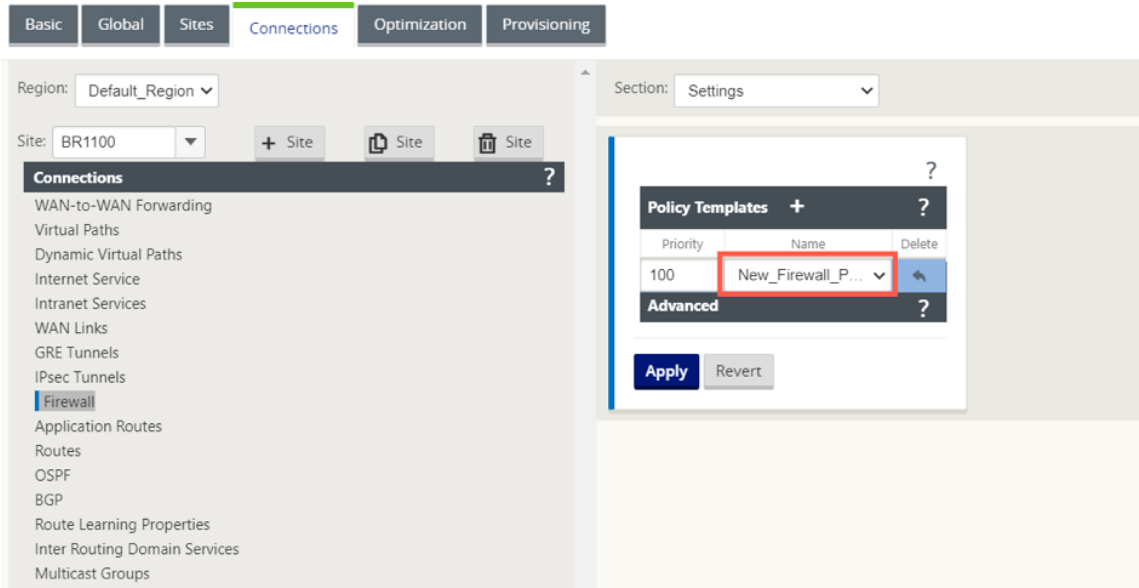 Basic Global Sites Connections Optimization Provisioning
Region: Default_Region
Site: BR1100 + Site Site Site
Connections ?
WAN-to-WAN Forwarding
Virtual Paths
Dynamic Virtual Paths
Internet Service
Intranet Services
WAN Links
GRE Tunnels
IPsec Tunnels
Firewall
Application Routes
Routes
OSPF
BGP
Route Learning Properties
Inter Routing Domain Services
Multicast Groups
Section: Settings
?
Policy Templates + ?
Priority Name Delete
100 New_Firewall_P...
Advanced ?
Apply Revert